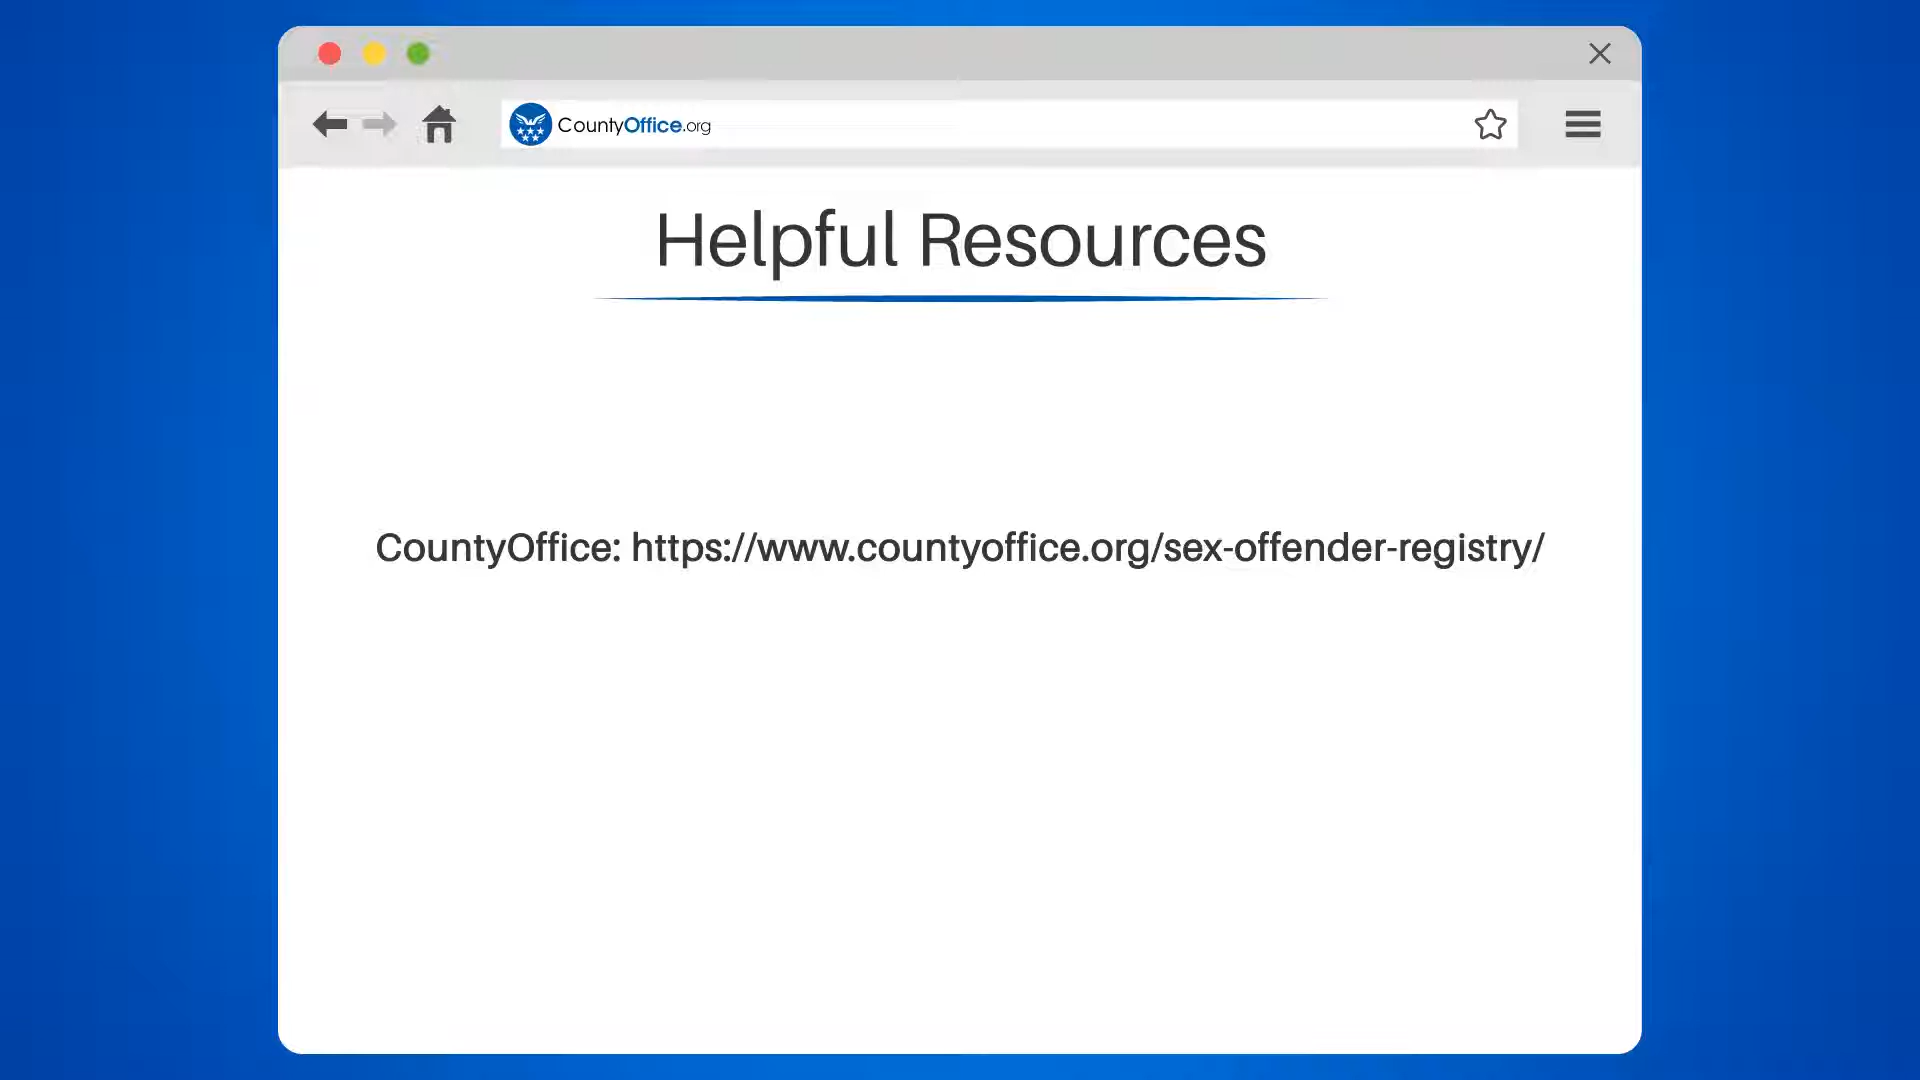 CountyOffice.org
Helpful Resources
CountyOffice: https://www.countyoffice.org/sex-offender-registry/